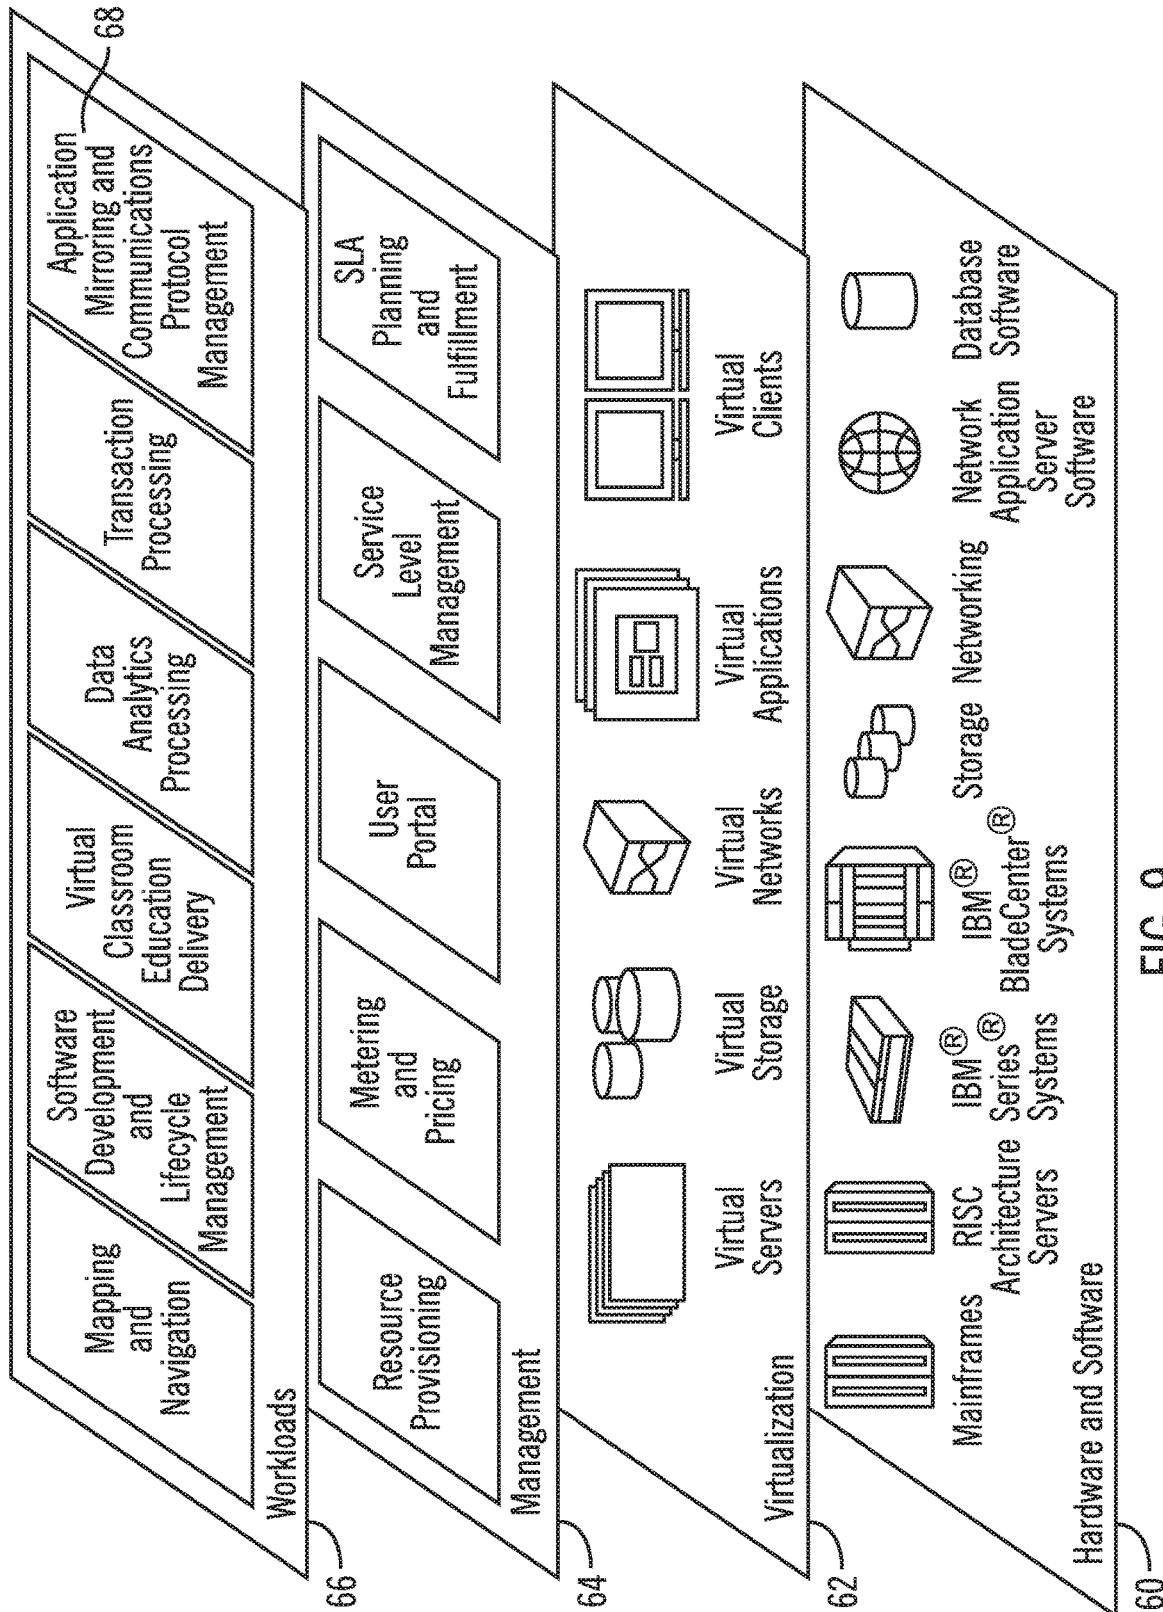 Application
Mirroring and
Communications
Protocol
Management
68
Transaction
Processing
Data
Analytics
Processing
Virtual
Classroom
Education
Delivery
Software
Development
and
Lifecycle
Management
Mapping
and
Navigation
Workloads
66
Resource
Provisioning
Metering
and
Pricing
User
Portal
Service
Level
Management
SLA
Planning
and
Fulfillment
Management
64
Virtual
Servers
Virtual
Storage
Virtual
Networks
Virtual
Applications
Virtual
Clients
Virtualization
62
Mainframes
RISC
Architecture
Servers
IBM®
Series®
Systems
IBM®
BladeCenter®
Systems
Storage
Networking
Network
Application
Server
Software
Database
Software
Hardware and Software
60
FIG. 9